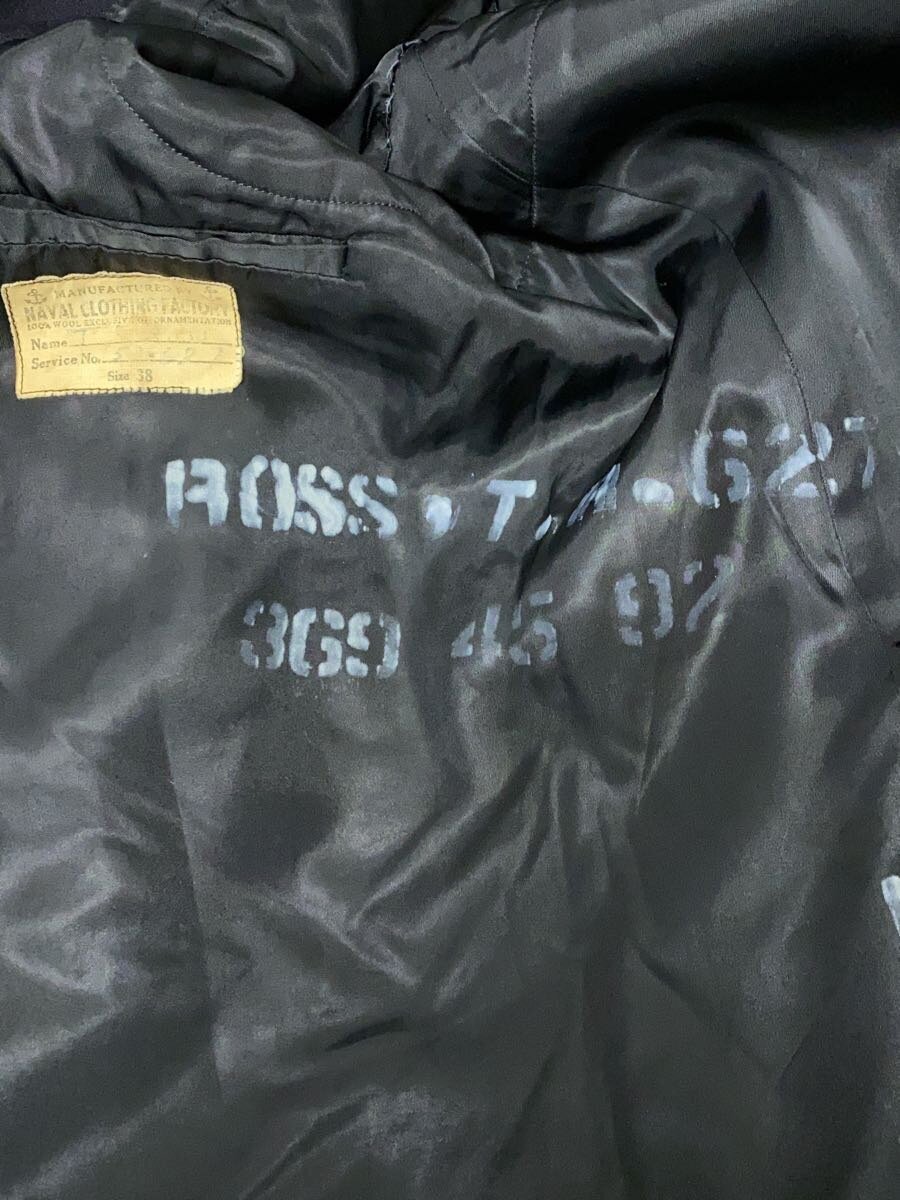 MANUFACTURED BY
NAVAL CLOTHING FACTORY
100% WOOL EXCLUSIVE OF ORNAMENTATION
Name
Service No.
Size 38
ROSS. T.A. 627
369 45 92